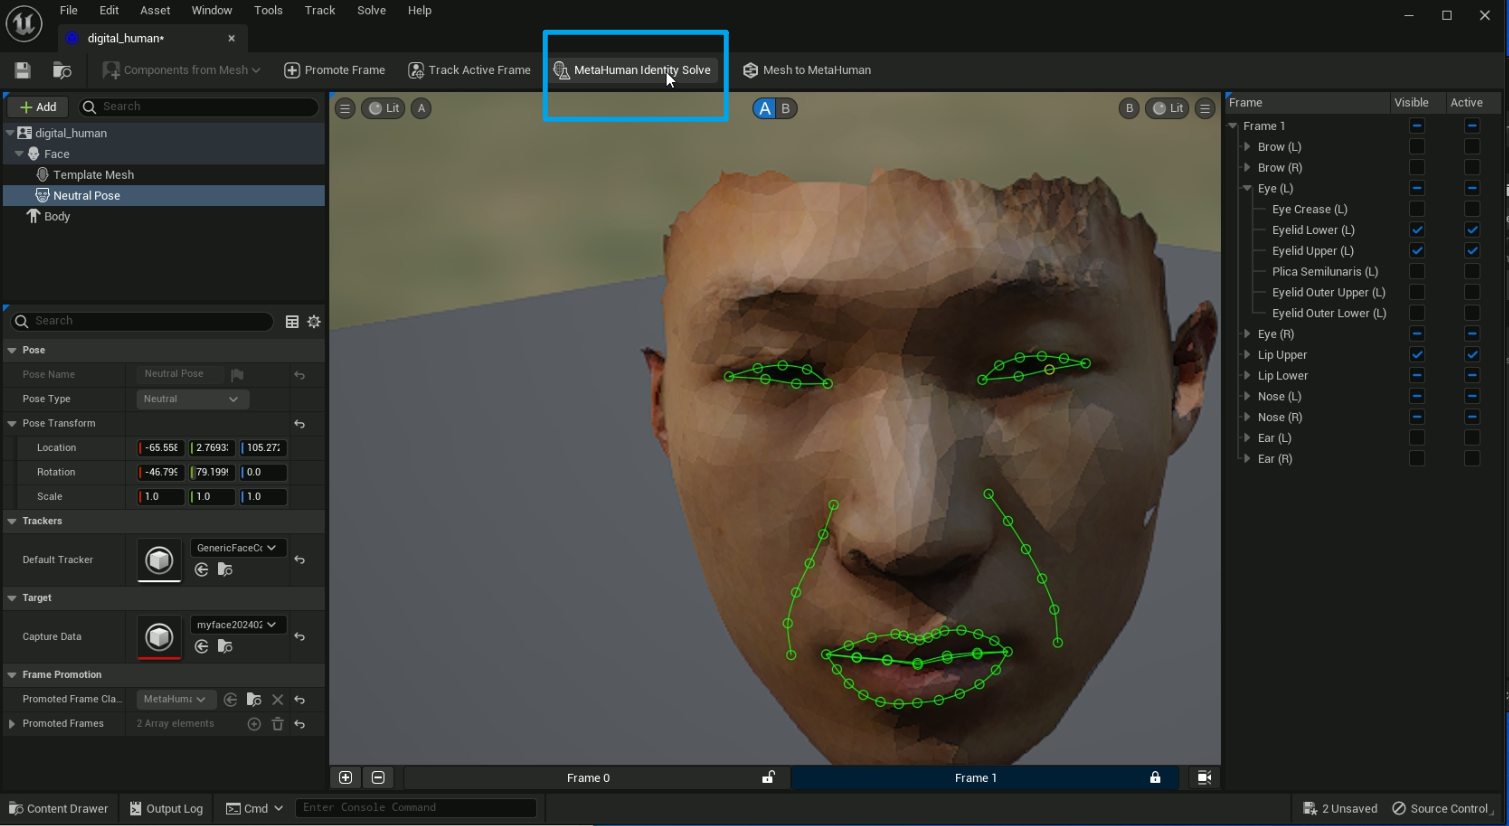 File Edit Asset Window Tools Track Solve Help
digital_human*
Components from Mesh Promote Frame Track Active Frame MetaHuman Identity Solve Mesh to MetaHuman
Add Search
digital_human
Face
Template Mesh
Neutral Pose
Body
Search
Pose
Pose Name Neutral Pose
Pose Type Neutral
Pose Transform
Location -65.558 2.7693 105.27
Rotation -46.799 79.199 0.0
Scale 1.0 1.0 1.0
Trackers
Default Tracker GenericFaceCo
Target
Capture Data myface202402
Frame Promotion
Promoted Frame Cla... MetaHuma
Promoted Frames 2 Array elements
Lit A A B B Lit
Frame 0 Frame 1
Frame Visible Active
Frame 1
Brow (L)
Brow (R)
Eye (L)
Eye Crease (L)
Eyelid Lower (L)
Eyelid Upper (L)
Plica Semilunaris (L)
Eyelid Outer Upper (L)
Eyelid Outer Lower (L)
Eye (R)
Lip Upper
Lip Lower
Nose (L)
Nose (R)
Ear (L)
Ear (R)
Content Drawer Output Log Cmd Enter Console Command 2 Unsaved Source Control